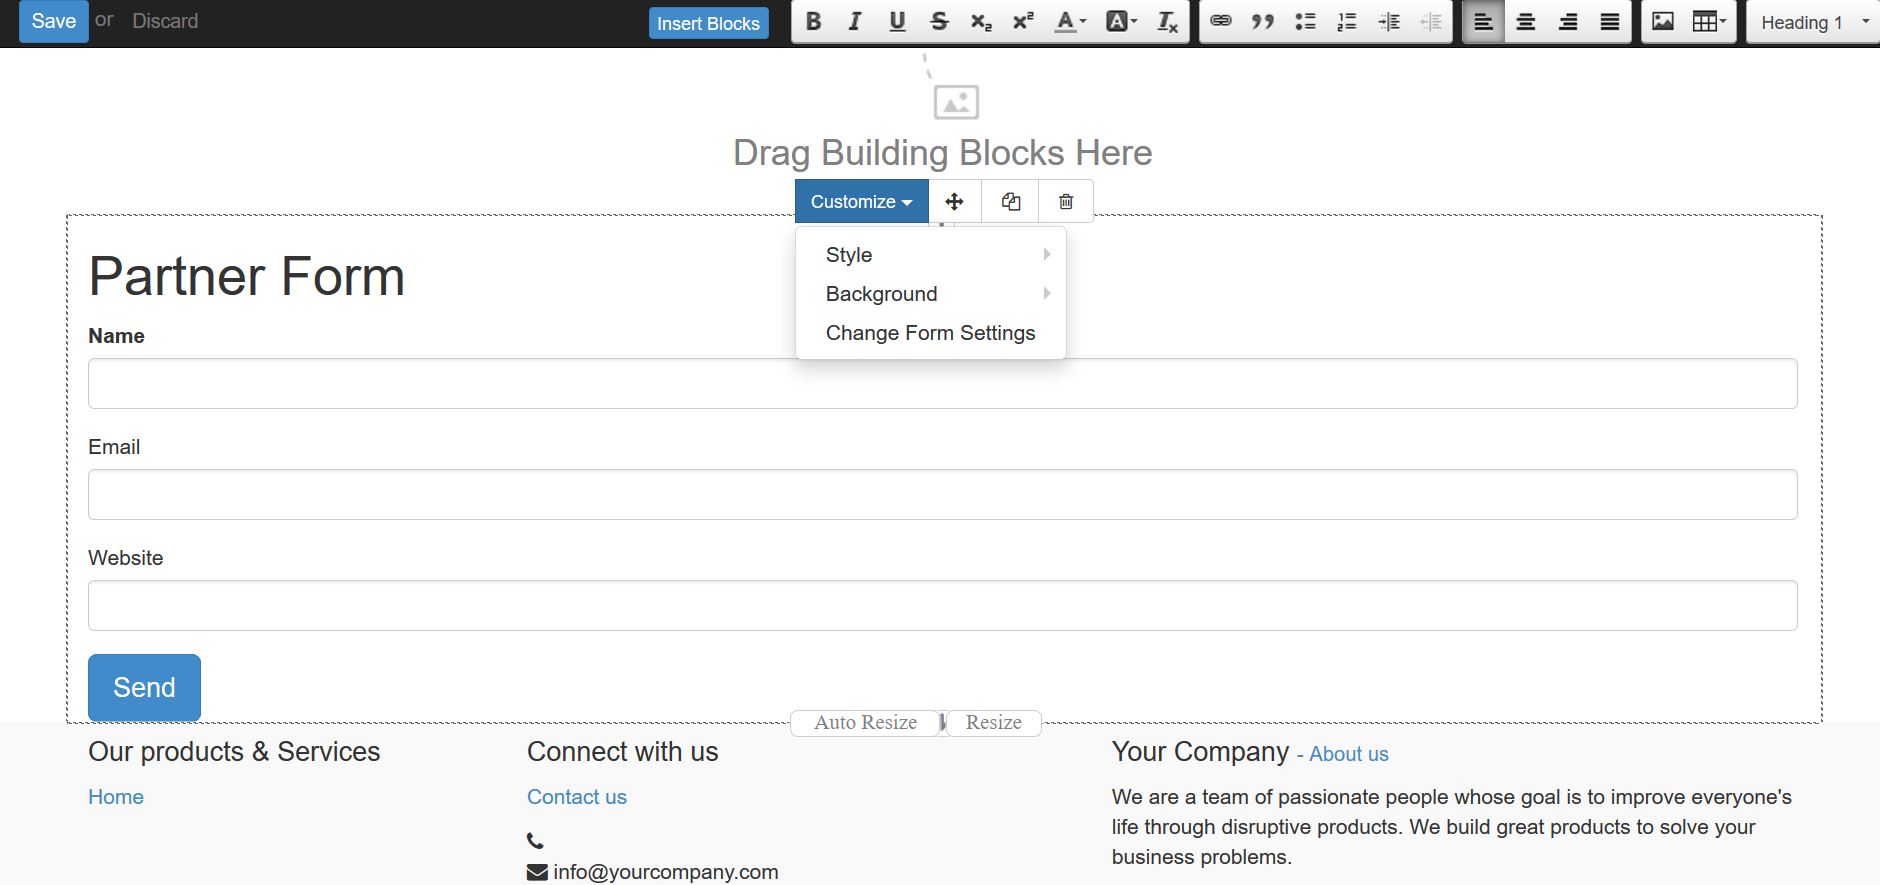 Save or Discard Insert Blocks Heading 1
Drag Building Blocks Here
Customize
Style
Background
Change Form Settings
Partner Form
Name
Email
Website
Send
Auto Resize Resize
Our products & Services
Home
Connect with us
Contact us
info@yourcompany.com
Your Company - About us
We are a team of passionate people whose goal is to improve everyone's
life through disruptive products. We build great products to solve your
business problems.